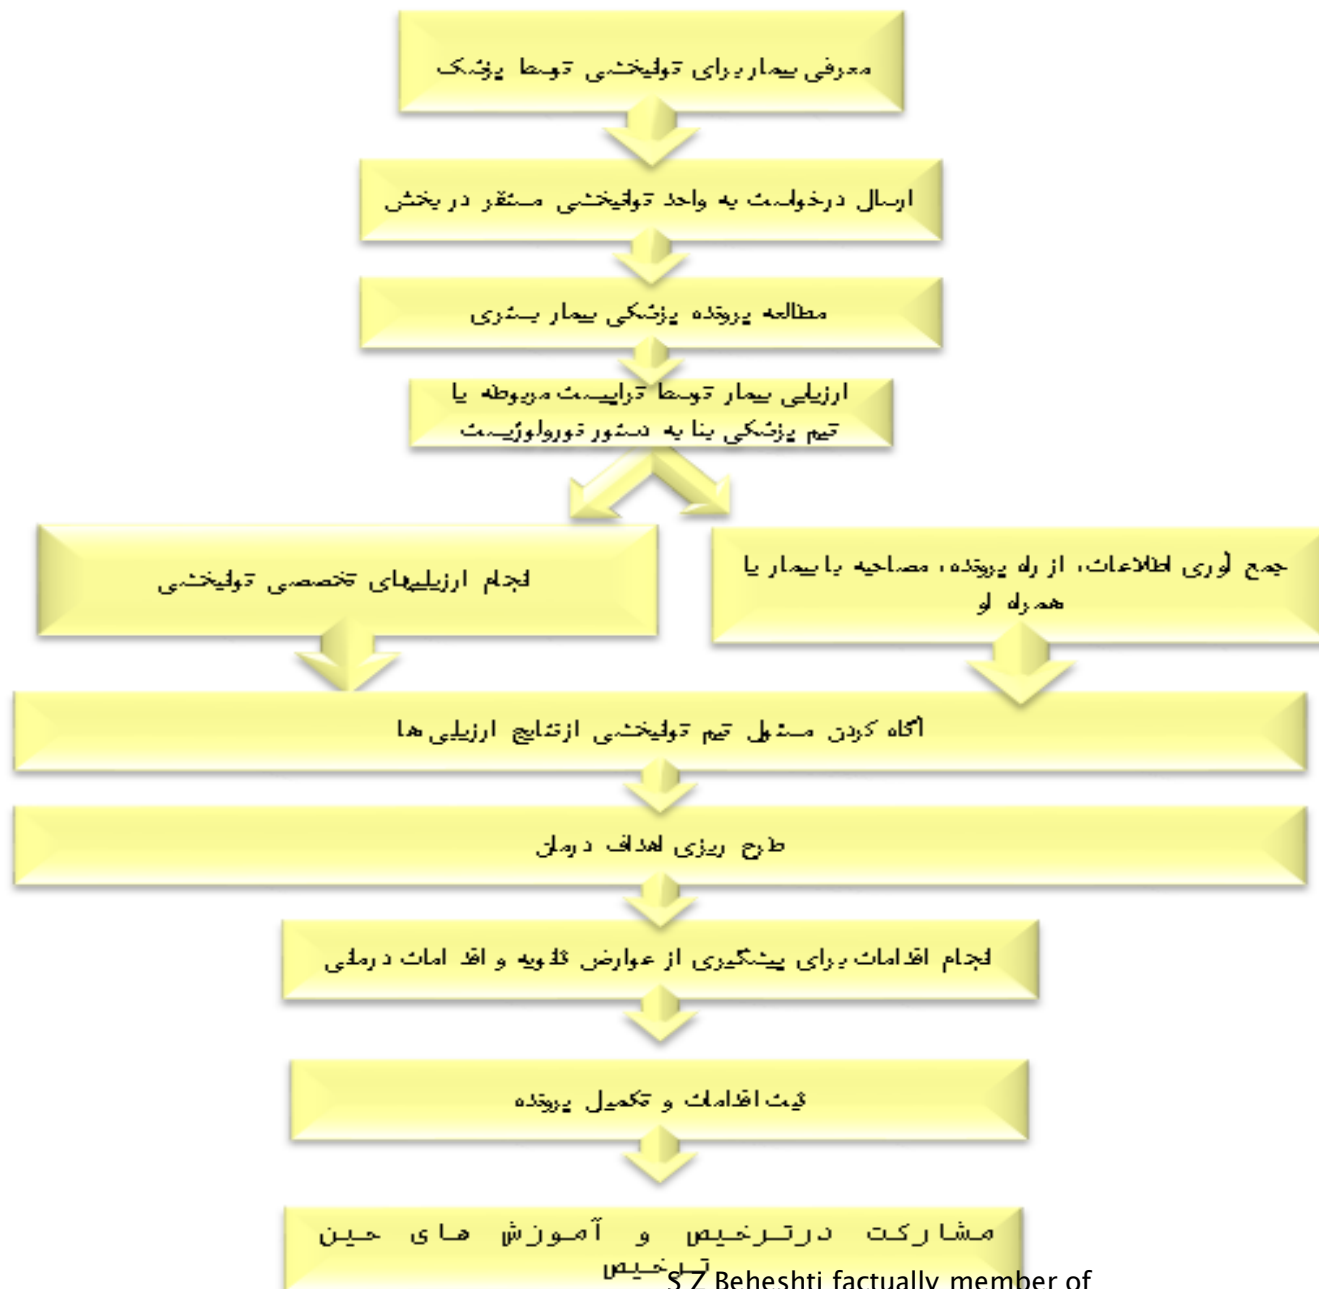 معرفی بیمار برای توانبخشی توسط پزشک
ارسال درخواست به واحد توانبخشی مستقر در بخش
مطالعه پرونده پزشکی بیمار بستری
ارزیابی بیمار توسط تراپیست مربوطه یا
تیم پزشکی بنا به دستور نورولوژیست
جمع آوری اطلاعات، از راه پرونده، مصاحبه با بیمار یا
همراه او
انجام ارزیابیهای تخصصی توانبخشی
آگاه کردن مسئول تیم توانبخشی ازنتایج ارزیابی ها
طرح ریزی اهداف درمان
انجام اقدامات برای پیشگیری از عوارض ثانویه و اقدامات درمانی
ثبت اقدامات و تکمیل پرونده
مشارکت درترخیص و آموزش های حین
ترخیص
S Z Beheshti factually member of